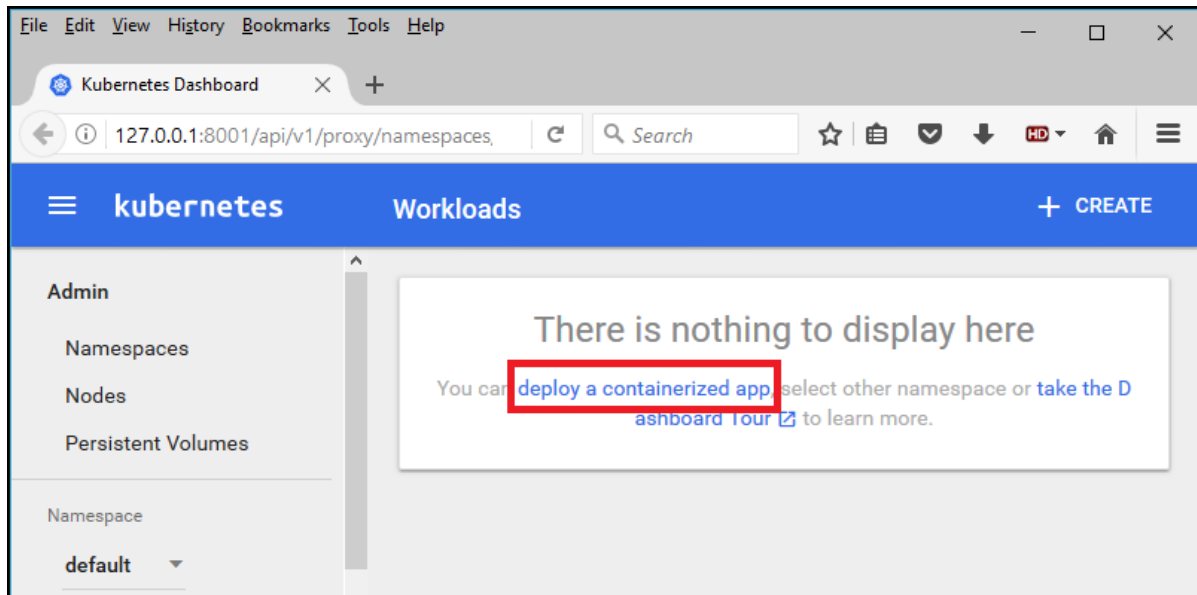 File Edit View History Bookmarks Tools Help
Kubernetes Dashboard
127.0.0.1:8001/api/v1/proxy/namespaces,
Search
HD
kubernetes
Workloads
+ CREATE
Admin
Namespaces
Nodes
Persistent Volumes
Namespace
default
There is nothing to display here
You can deploy a containerized app, select other namespace or take the D
ashboard Tour to learn more.